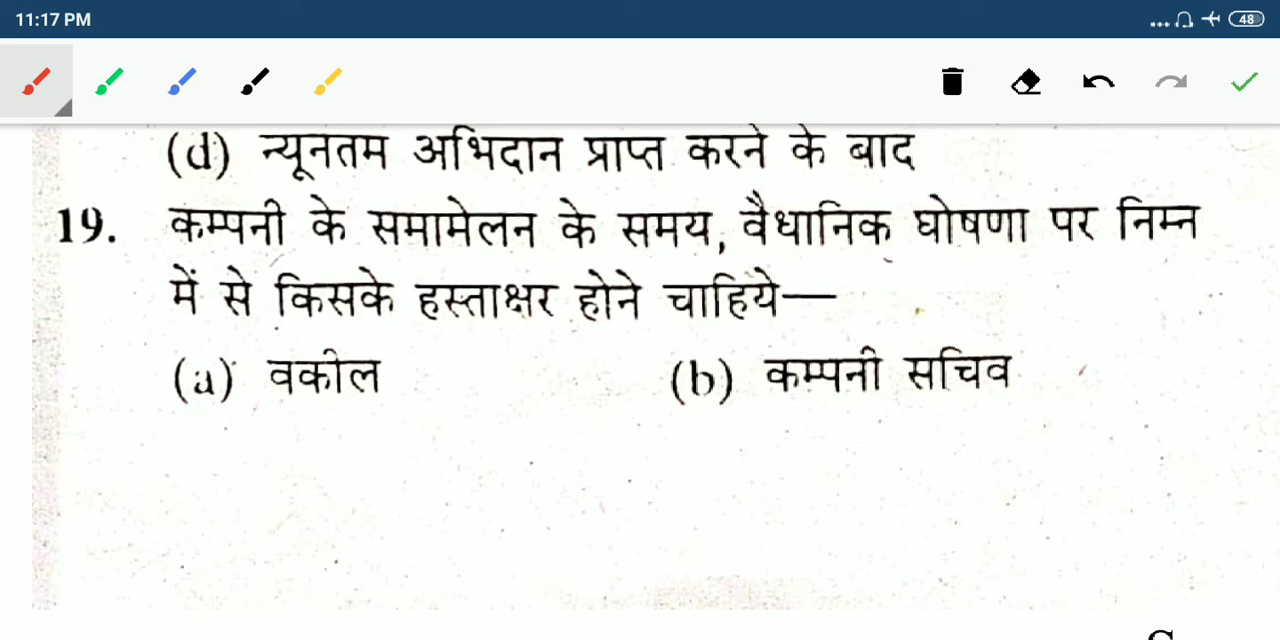 11:17 PM
48
(d) न्यूनतम अभिदान प्राप्त करने के बाद
19. कम्पनी के समामेलन के समय, वैधानिक घोषणा पर निम्न
में से किसके हस्ताक्षर होने चाहिये—
(a) वकील (b) कम्पनी सचिव